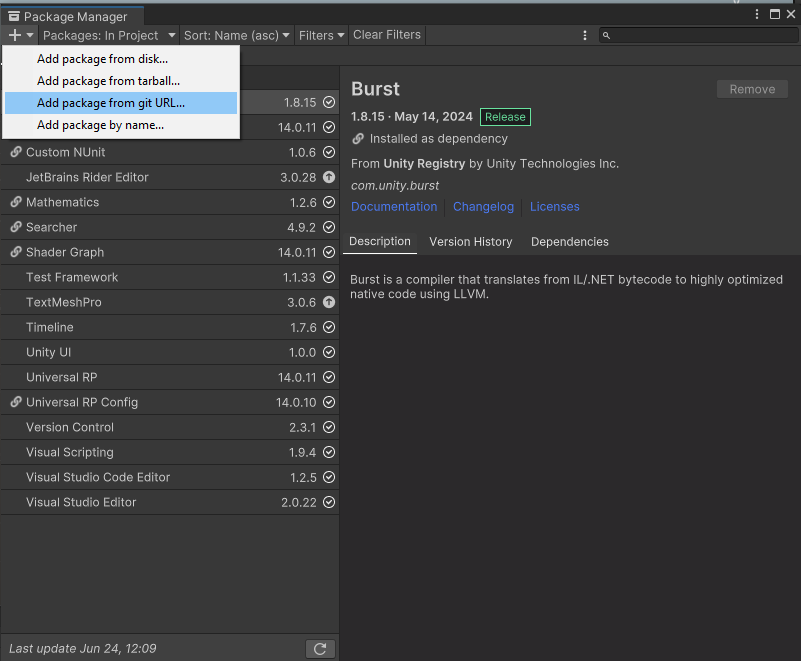 Package Manager
Packages: In Project
Sort: Name (asc)
Filters
Clear Filters
Add package from disk...
Add package from tarball...
Add package from git URL...
Add package by name...
1.8.15
14.0.11
Custom NUnit 1.0.6
JetBrains Rider Editor 3.0.28
Mathematics 1.2.6
Searcher 4.9.2
Shader Graph 14.0.11
Test Framework 1.1.33
TextMeshPro 3.0.6
Timeline 1.7.6
Unity UI 1.0.0
Universal RP 14.0.11
Universal RP Config 14.0.10
Version Control 2.3.1
Visual Scripting 1.9.4
Visual Studio Code Editor 1.2.5
Visual Studio Editor 2.0.22
Last update Jun 24, 12:09
Burst
Remove
1.8.15 · May 14, 2024 Release
Installed as dependency
From Unity Registry by Unity Technologies Inc.
com.unity.burst
Documentation Changelog Licenses
Description Version History Dependencies
Burst is a compiler that translates from IL/.NET bytecode to highly optimized
native code using LLVM.